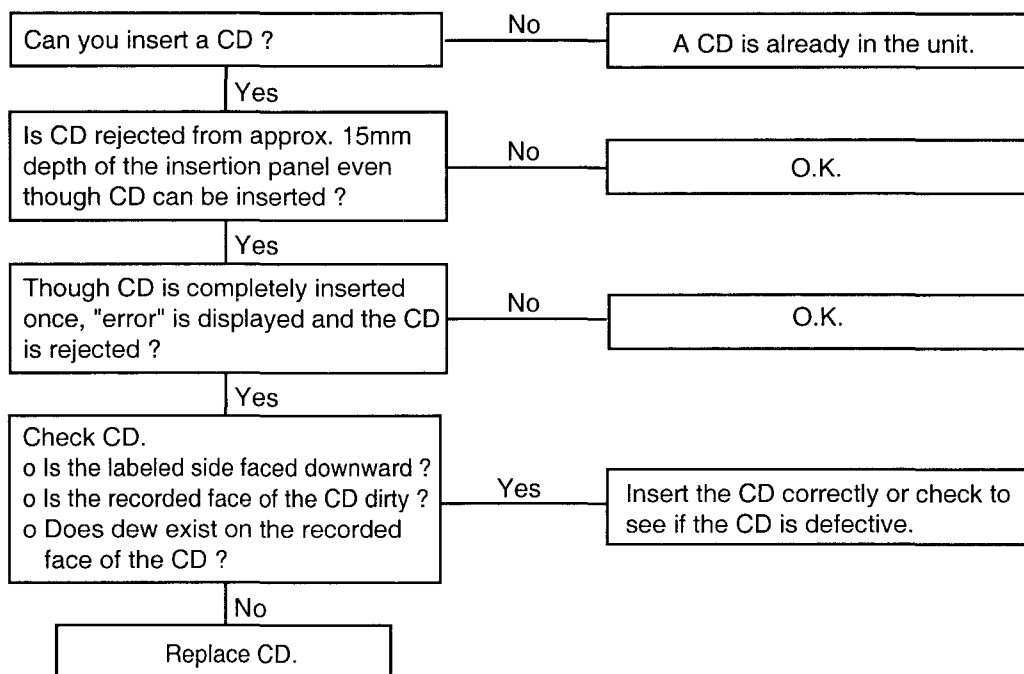 Can you insert a CD ?
No
A CD is already in the unit.
Yes
Is CD rejected from approx. 15mm
depth of the insertion panel even
though CD can be inserted ?
No
O.K.
Yes
Though CD is completely inserted
once, "error" is displayed and the CD
is rejected ?
No
O.K.
Yes
Check CD.
o Is the labeled side faced downward ?
o Is the recorded face of the CD dirty ?
o Does dew exist on the recorded
face of the CD ?
Yes
Insert the CD correctly or check to
see if the CD is defective.
No
Replace CD.